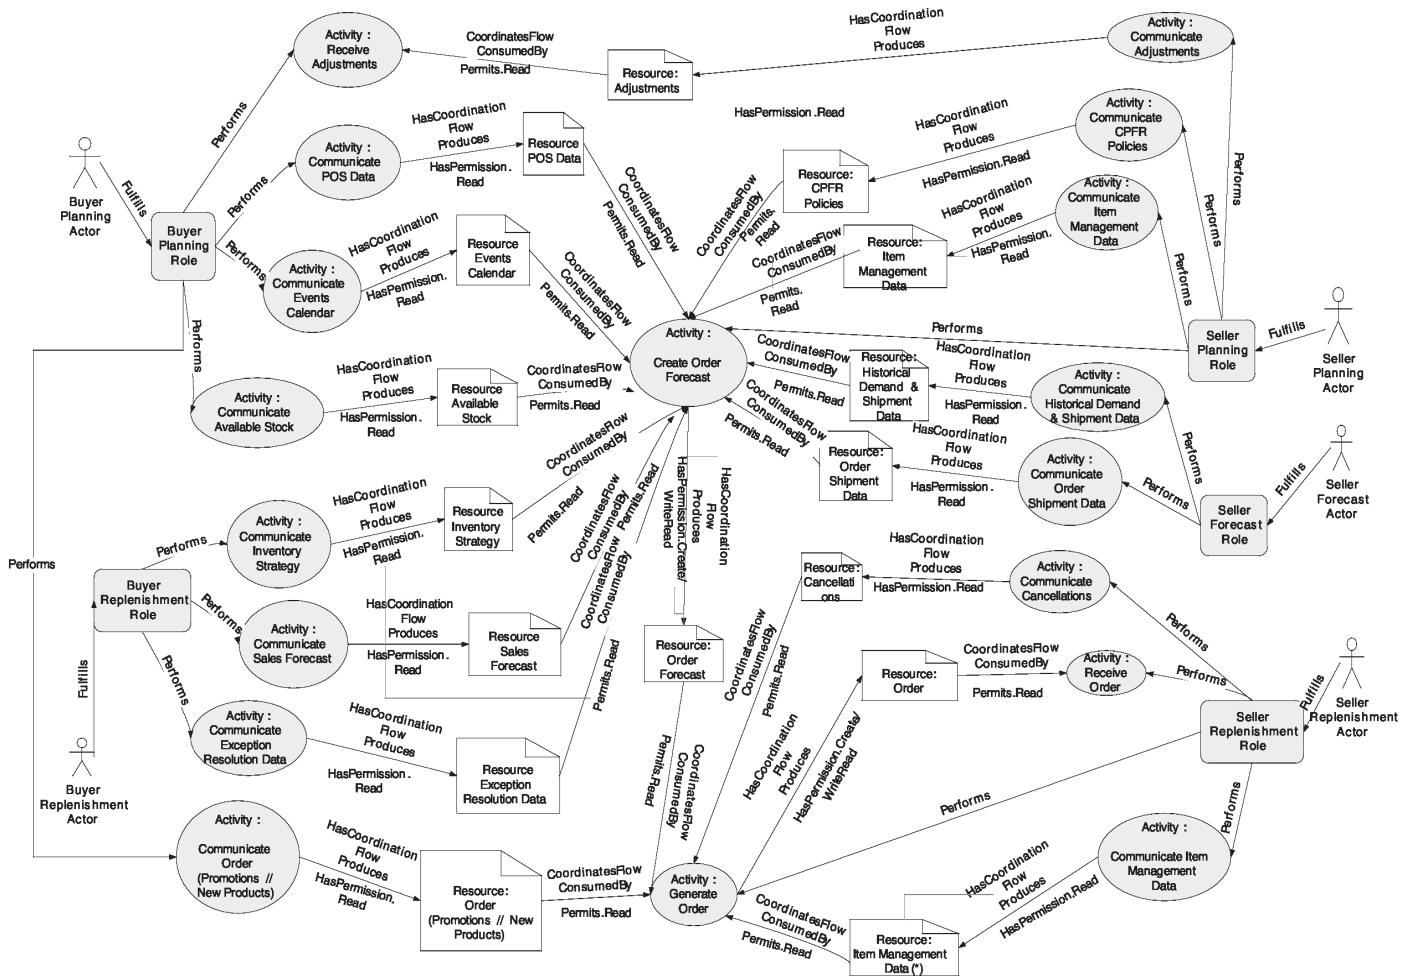 Activity :
Receive
Adjustments
CoordinatesFlow
ConsumedBy
Permits.Read
Resource:
Adjustments
HasCoordination
Flow
Produces
Activity :
Communicate
Adjustments
Performs
HasPermission.Read
Performs
Buyer
Planning
Actor
Fulfills
Buyer
Planning
Role
Performs
Activity :
Communicate
POS Data
HasCoordination
Flow
Produces
HasPermission.
Read
Resource
POS Data
CoordinatesFlow
ConsumedBy
Permits.Read
Resource:
CPFR
Policies
CoordinatesFlow
ConsumedBy
Permits.
Read
HasCoordination
Flow
Produces
HasPermission.Read
Activity :
Communicate
CPFR
Policies
Performs
Performs
Activity :
Communicate
Events
Calendar
HasCoordination
Flow
Produces
HasPermission.
Read
Resource
Events
Calendar
CoordinatesFlow
ConsumedBy
Permits.Read
CoordinatesFlow
ConsumedBy
Permits.
Read
Resource:
Item
Management
Data
HasCoordination
Flow
Produces
HasPermission.
Read
Activity :
Communicate Item
Management
Data
Performs
Performs
Activity :
Create Order
Forecast
Performs
Seller
Planning
Role
Fulfills
Seller
Planning
Actor
Activity :
Communicate
Available Stock
HasCoordination
Flow
Produces
HasPermission.
Read
Resource
Available
Stock
CoordinatesFlow
ConsumedBy
Permits.Read
CoordinatesFlow
ConsumedBy
Permits.Read
Resource:
Historical
Demand &
Shipment
Data
HasCoordination
Flow
Produces
HasPermission.
Read
Activity :
Communicate
Historical Demand
& Shipment Data
Performs
CoordinatesFlow
ConsumedBy
Permits.Read
Resource:
Order
Shipment
Data
HasCoordination
Flow
Produces
HasPermission.
Read
Activity :
Communicate
Order
Shipment Data
Performs
Seller
Forecast
Role
Fulfills
Seller
Forecast
Actor
Performs
Buyer
Replenishment
Role
Performs
Activity :
Communicate
Inventory
Strategy
HasCoordination
Flow
Produces
HasPermission.
Read
Resource
Inventory
Strategy
CoordinatesFlow
ConsumedBy
Permits.Read
Performs
Activity :
Communicate
Sales Forecast
HasCoordination
Flow
Produces
HasPermission.
Read
Resource
Sales
Forecast
CoordinatesFlow
ConsumedBy
Permits.Read
CoordinatesFlow
ConsumedBy
Permits.Read
HasCoordination
Flow
Produces
HasPermission.Create/
WriteRead
Resource:
Order
Forecast
Resource:
Cancellati
ons
HasCoordination
Flow
Produces
HasPermission.Read
Activity :
Communicate
Cancellations
Performs
CoordinatesFlow
ConsumedBy
Permits.Read
Resource:
Order
CoordinatesFlow
ConsumedBy
Permits.Read
Activity :
Receive
Order
Performs
Seller
Replenishment
Role
Fulfills
Seller
Replenishment
Actor
Fulfills
Buyer
Replenishment
Actor
Performs
Activity :
Communicate
Exception
Resolution Data
HasCoordination
Flow
Produces
HasPermission.
Read
Resource
Exception
Resolution Data
Permits.Read
CoordinatesFlow
ConsumedBy
Permits.Read
HasCoordination
Flow
Produces
HasPermission.Create/
WriteRead
Performs
Performs
Activity :
Communicate
Order
(Promotions //
New Products)
HasCoordination
Flow
Produces
HasPermission.
Read
Resource:
Order
(Promotions // New
Products)
CoordinatesFlow
ConsumedBy
Permits.Read
Activity :
Generate
Order
CoordinatesFlow
ConsumedBy
Permits.Read
Resource:
Item Management
Data (*)
HasCoordination
Flow
Produces
HasPermission.Read
Activity :
Communicate Item
Management
Data